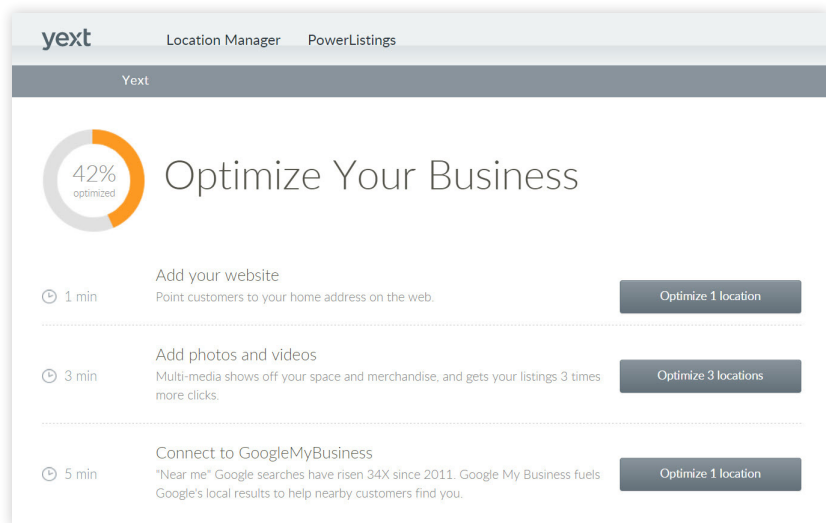 yext
Location Manager
PowerListings
Yext
42%
optimized
Optimize Your Business
1 min
Add your website
Point customers to your home address on the web.
Optimize 1 location
3 min
Add photos and videos
Multi-media shows off your space and merchandise, and gets your listings 3 times
more clicks.
Optimize 3 locations
5 min
Connect to GoogleMyBusiness
"Near me" Google searches have risen 34X since 2011. Google My Business fuels
Google's local results to help nearby customers find you.
Optimize 1 location